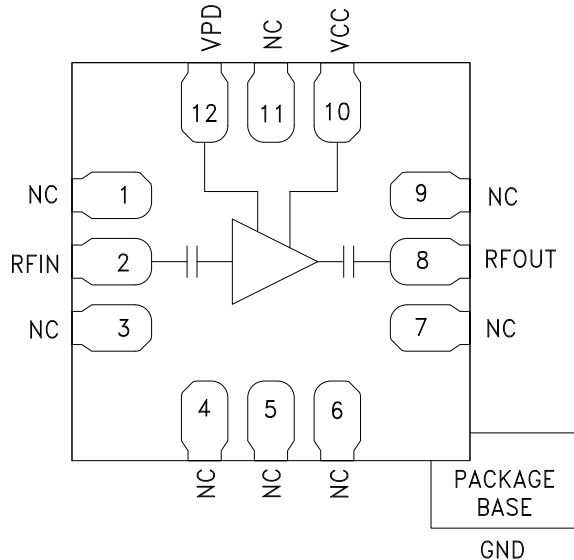 VPD
NC
VCC
12
11
10
NC
1
9
NC
RFIN
2
8
RFOUT
NC
3
7
NC
4
5
6
NC
NC
NC
PACKAGE
BASE
GND